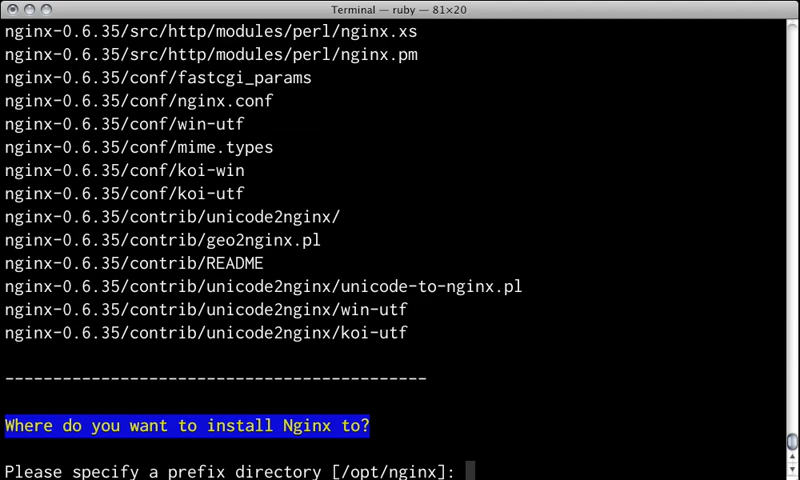 Terminal — ruby — 81×20
nginx-0.6.35/src/http/modules/perl/nginx.xs
nginx-0.6.35/src/http/modules/perl/nginx.pm
nginx-0.6.35/conf/fastcgi_params
nginx-0.6.35/conf/nginx.conf
nginx-0.6.35/conf/win-utf
nginx-0.6.35/conf/mime.types
nginx-0.6.35/conf/koi-win
nginx-0.6.35/conf/koi-utf
nginx-0.6.35/contrib/unicode2nginx/
nginx-0.6.35/contrib/geo2nginx.pl
nginx-0.6.35/contrib/README
nginx-0.6.35/contrib/unicode2nginx/unicode-to-nginx.pl
nginx-0.6.35/contrib/unicode2nginx/win-utf
nginx-0.6.35/contrib/unicode2nginx/koi-utf
--------------------------------------------
Where do you want to install Nginx to?
Please specify a prefix directory [/opt/nginx]: